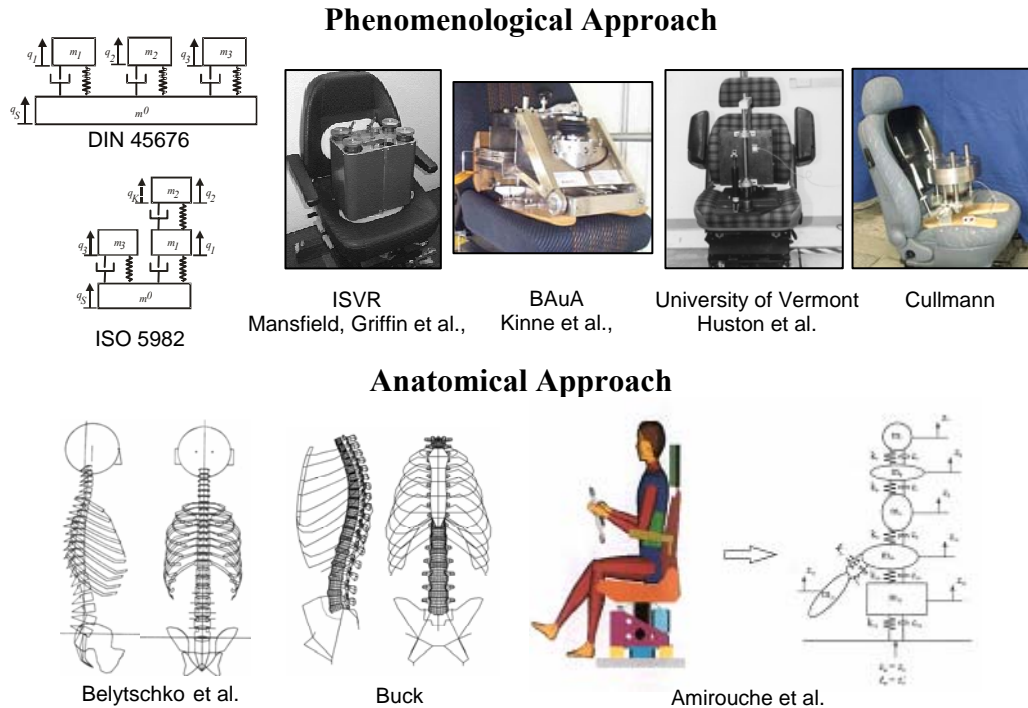 Phenomenological Approach
q1 m1 q2 m2 q3 m3
qS m0
DIN 45676
qK m2 q2
q3 m3 m1 q1
qS m0
ISO 5982
ISVR
Mansfield, Griffin et al.,
BAuA
Kinne et al.,
University of Vermont
Huston et al.
Cullmann
Anatomical Approach
Belytschko et al.
Buck
Amirouche et al.